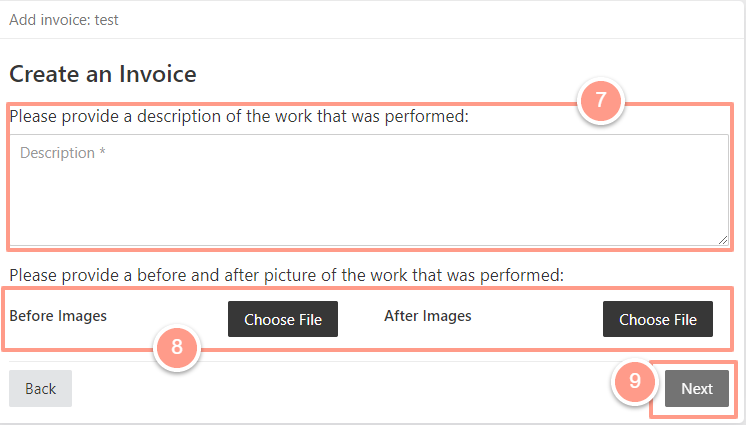 Add invoice: test
Create an Invoice
7
Please provide a description of the work that was performed:
Description *
Please provide a before and after picture of the work that was performed:
Before Images Choose File After Images Choose File
8
Back 9 Next